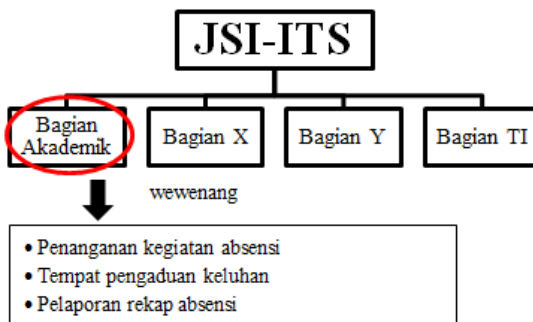 JSI-ITS
Bagian
Akademik
Bagian X
Bagian Y
Bagian TI
wewenang
• Penanganan kegiatan absensi
• Tempat pengaduan keluhan
• Pelaporan rekap absensi